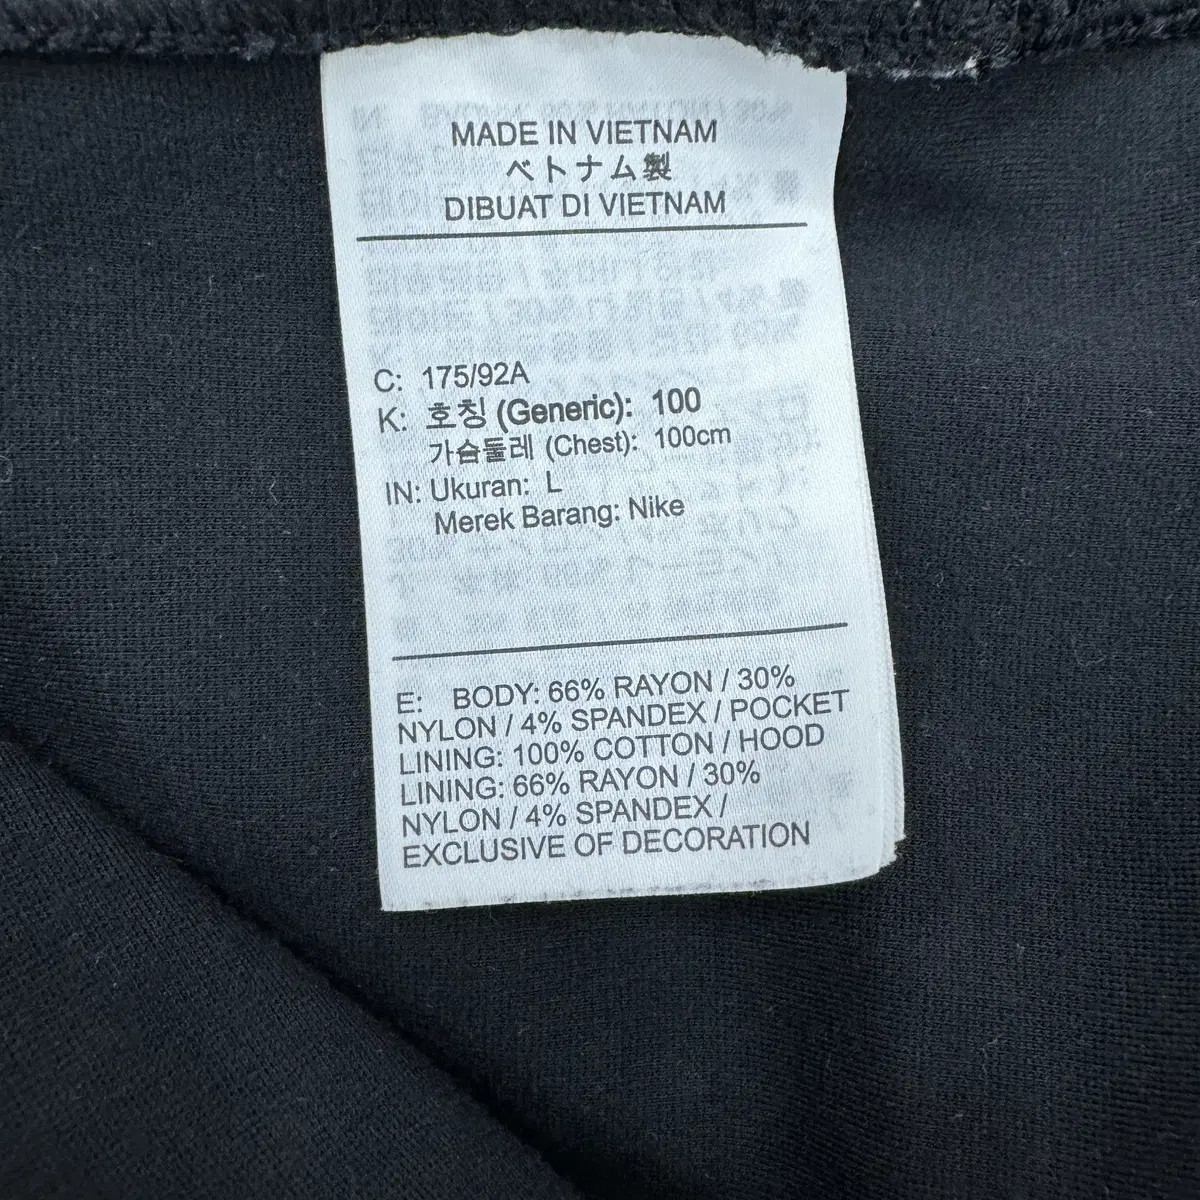 MADE IN VIETNAM
ベトナム製
DIBUAT DI VIETNAM
C: 175/92A
K: 호칭 (Generic): 100
가슴둘레 (Chest): 100cm
IN: Ukuran: L
Merek Barang: Nike
E: BODY: 66% RAYON / 30%
NYLON / 4% SPANDEX / POCKET
LINING: 100% COTTON / HOOD
LINING: 66% RAYON / 30%
NYLON / 4% SPANDEX /
EXCLUSIVE OF DECORATION